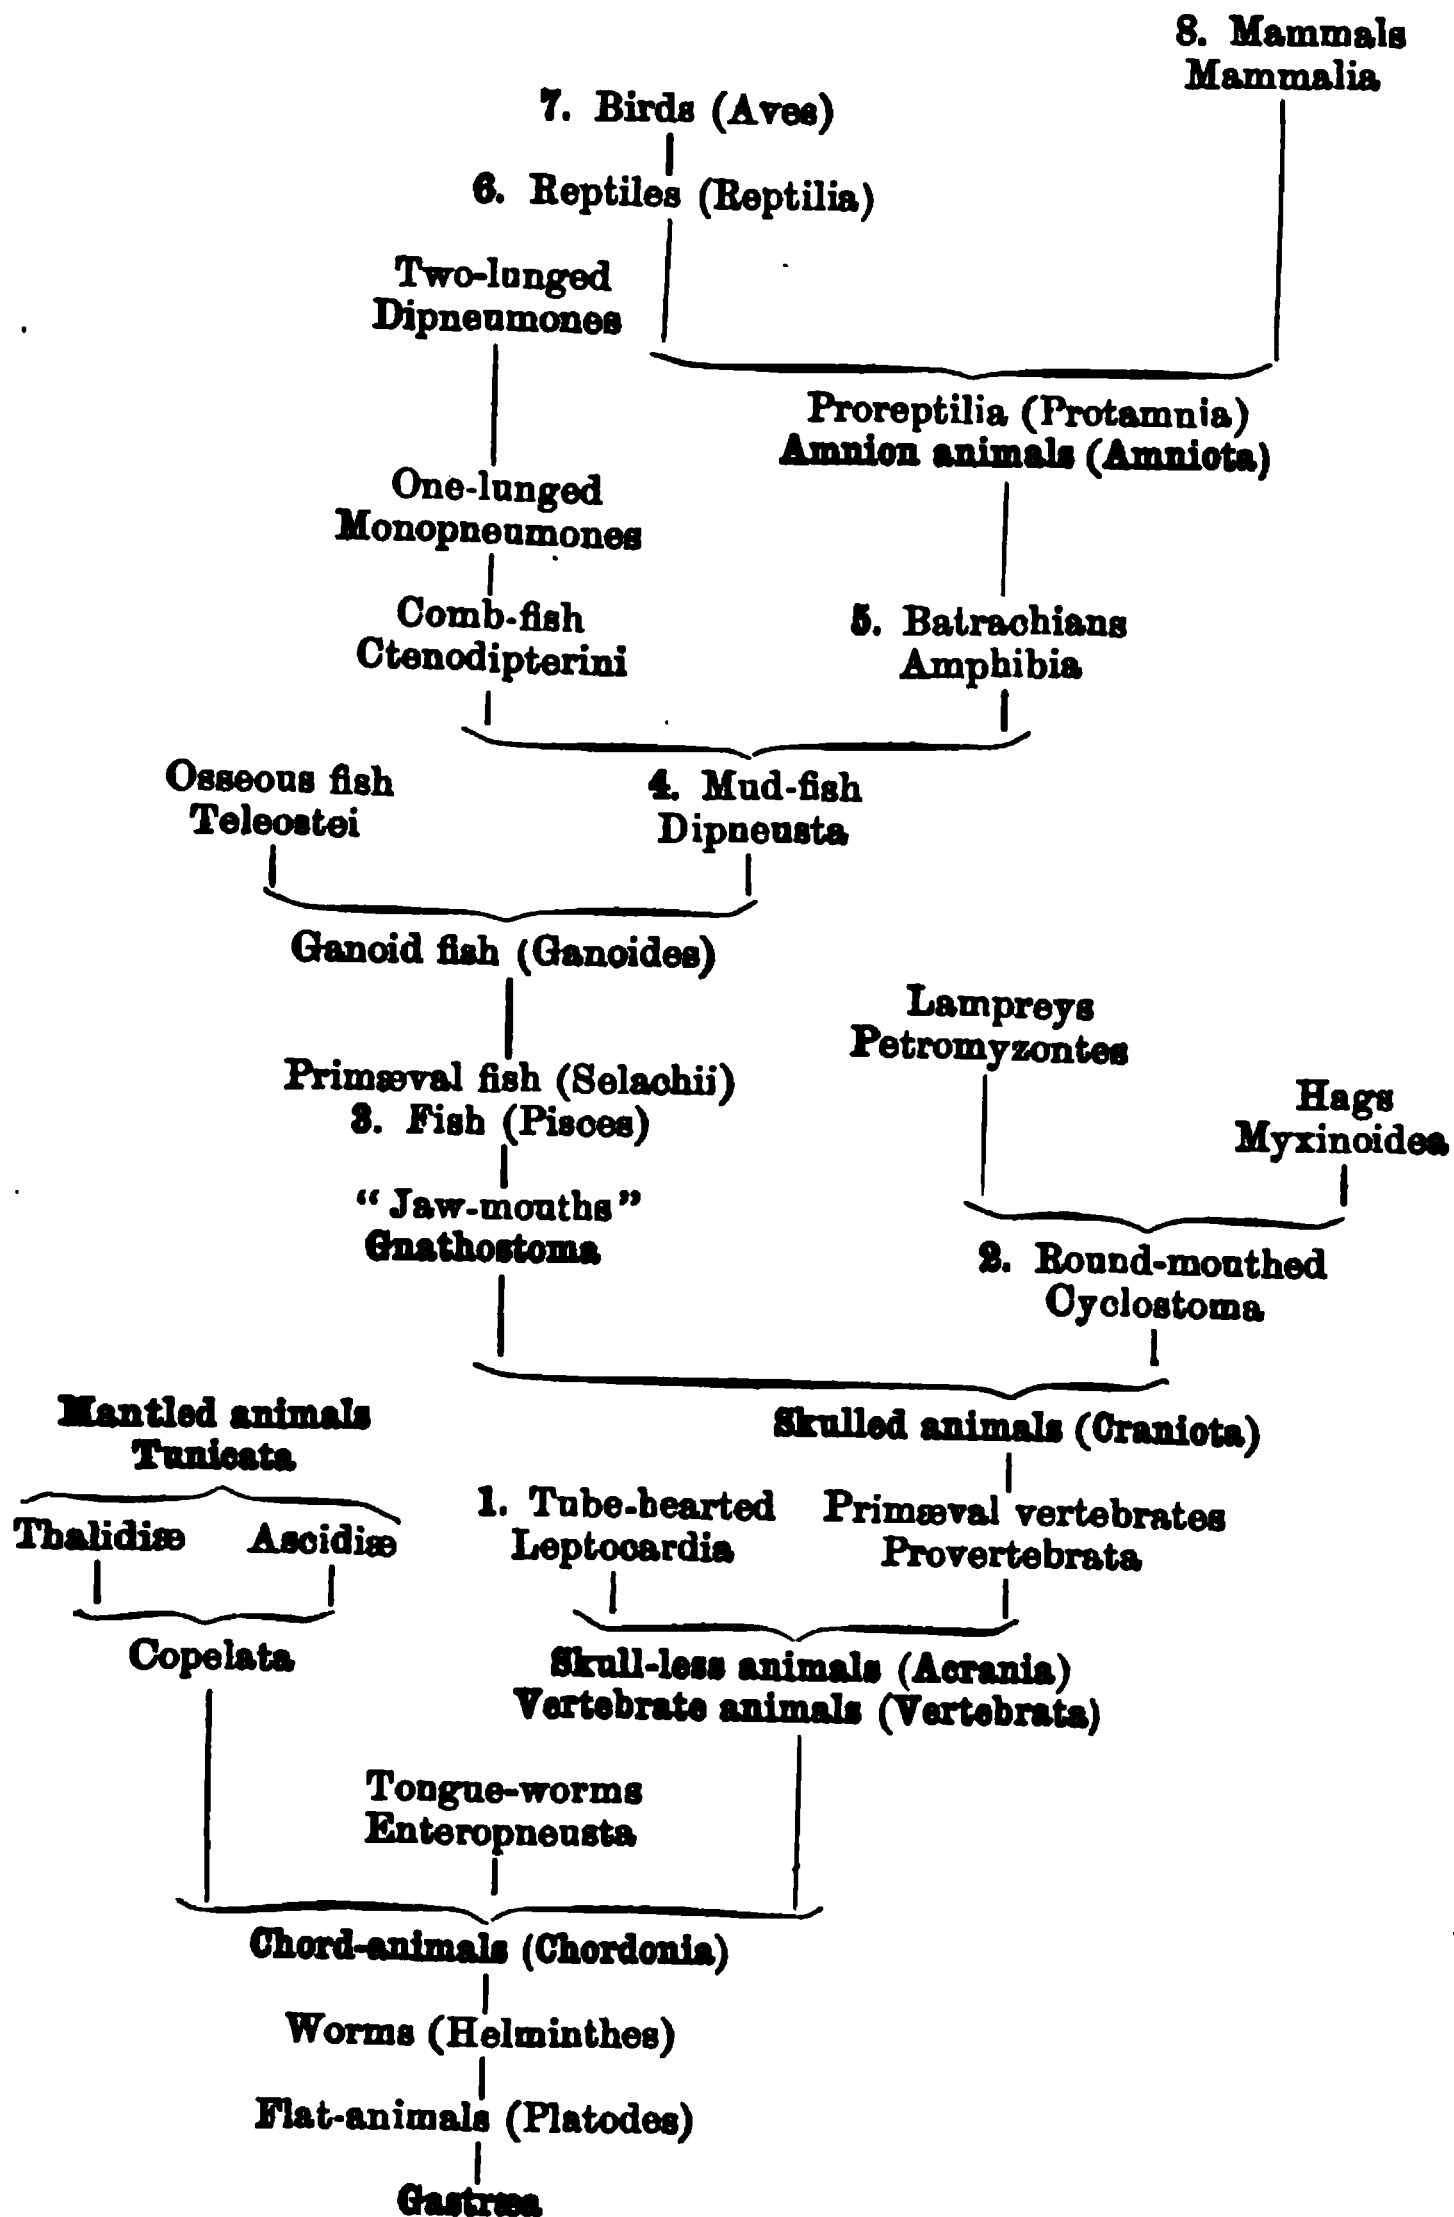 8. Mammals
Mammalia
7. Birds (Aves)
6. Reptiles (Reptilia)
Two-lunged
Dipneumones
Proreptilia (Protamnia)
Amnion animals (Amniota)
One-lunged
Monopneumones
Comb-fish
Ctenodipterini
5. Batrachians
Amphibia
Osseous fish
Teleostei
4. Mud-fish
Dipneusta
Ganoid fish (Ganoides)
Lampreys
Petromyzontes
Primæval fish (Selachii)
3. Fish (Pisces)
Hags
Myxinoidea
"Jaw-mouths"
Gnathostoma
2. Round-mouthed
Cyclostoma
Mantled animals
Tunicata
Skulled animals (Craniota)
Thalidiæ
Ascidiæ
1. Tube-hearted
Leptocardia
Primæval vertebrates
Provertebrata
Copelata
Skull-less animals (Acrania)
Vertebrate animals (Vertebrata)
Tongue-worms
Enteropneusta
Chord-animals (Chordonia)
Worms (Helminthes)
Flat-animals (Platodes)
Gastræa